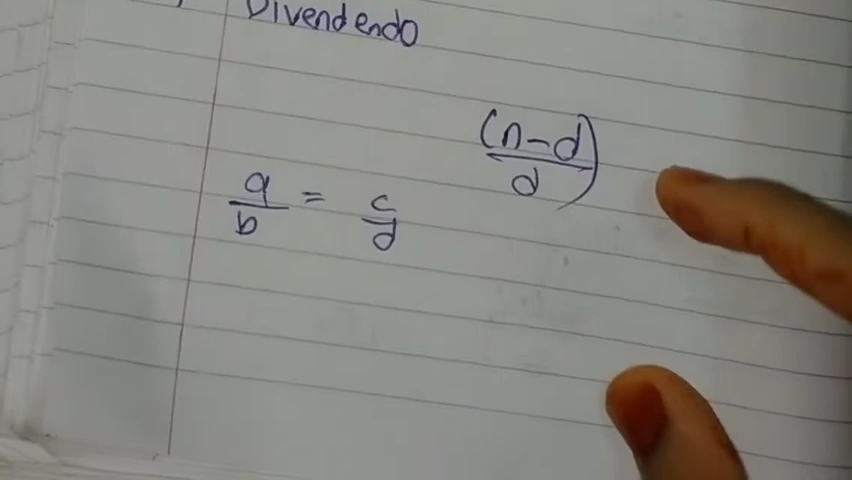 Divendendo
(n-d)/d
a/b = c/d